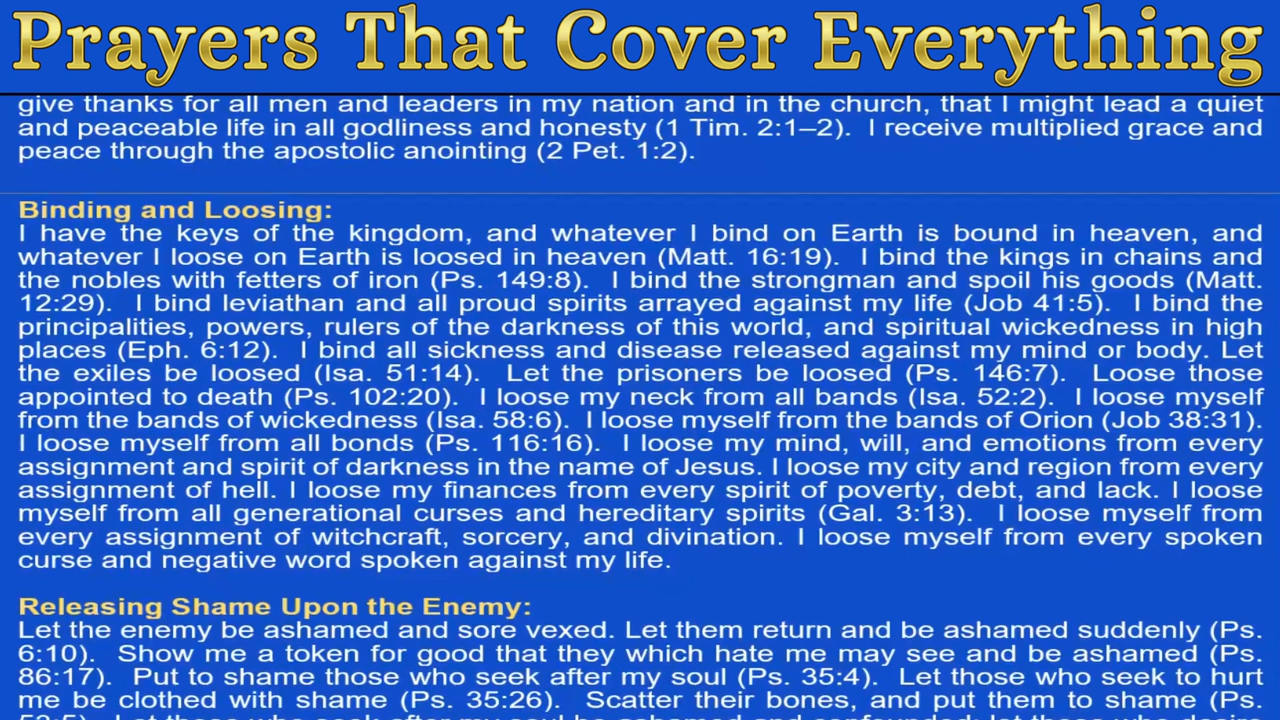 Prayers That Cover Everything
give thanks for all men and leaders in my nation and in the church, that I might lead a quiet
and peaceable life in all godliness and honesty (1 Tim. 2:1–2). I receive multiplied grace and
peace through the apostolic anointing (2 Pet. 1:2).
Binding and Loosing:
I have the keys of the kingdom, and whatever I bind on Earth is bound in heaven, and
whatever I loose on Earth is loosed in heaven (Matt. 16:19). I bind the kings in chains and
the nobles with fetters of iron (Ps. 149:8). I bind the strongman and spoil his goods (Matt.
12:29). I bind leviathan and all proud spirits arrayed against my life (Job 41:5). I bind the
principalities, powers, rulers of the darkness of this world, and spiritual wickedness in high
places (Eph. 6:12). I bind all sickness and disease released against my mind or body. Let
the exiles be loosed (Isa. 51:14). Let the prisoners be loosed (Ps. 146:7). Loose those
appointed to death (Ps. 102:20). I loose my neck from all bands (Isa. 52:2). I loose myself
from the bands of wickedness (Isa. 58:6). I loose myself from the bands of Orion (Job 38:31).
I loose myself from all bonds (Ps. 116:16). I loose my mind, will, and emotions from every
assignment and spirit of darkness in the name of Jesus. I loose my city and region from every
assignment of hell. I loose my finances from every spirit of poverty, debt, and lack. I loose
myself from all generational curses and hereditary spirits (Gal. 3:13). I loose myself from
every assignment of witchcraft, sorcery, and divination. I loose myself from every spoken
curse and negative word spoken against my life.
Releasing Shame Upon the Enemy:
Let the enemy be ashamed and sore vexed. Let them return and be ashamed suddenly (Ps.
6:10). Show me a token for good that they which hate me may see and be ashamed (Ps.
86:17). Put to shame those who seek after my soul (Ps. 35:4). Let those who seek to hurt
me be clothed with shame (Ps. 35:26). Scatter their bones, and put them to shame (Ps.